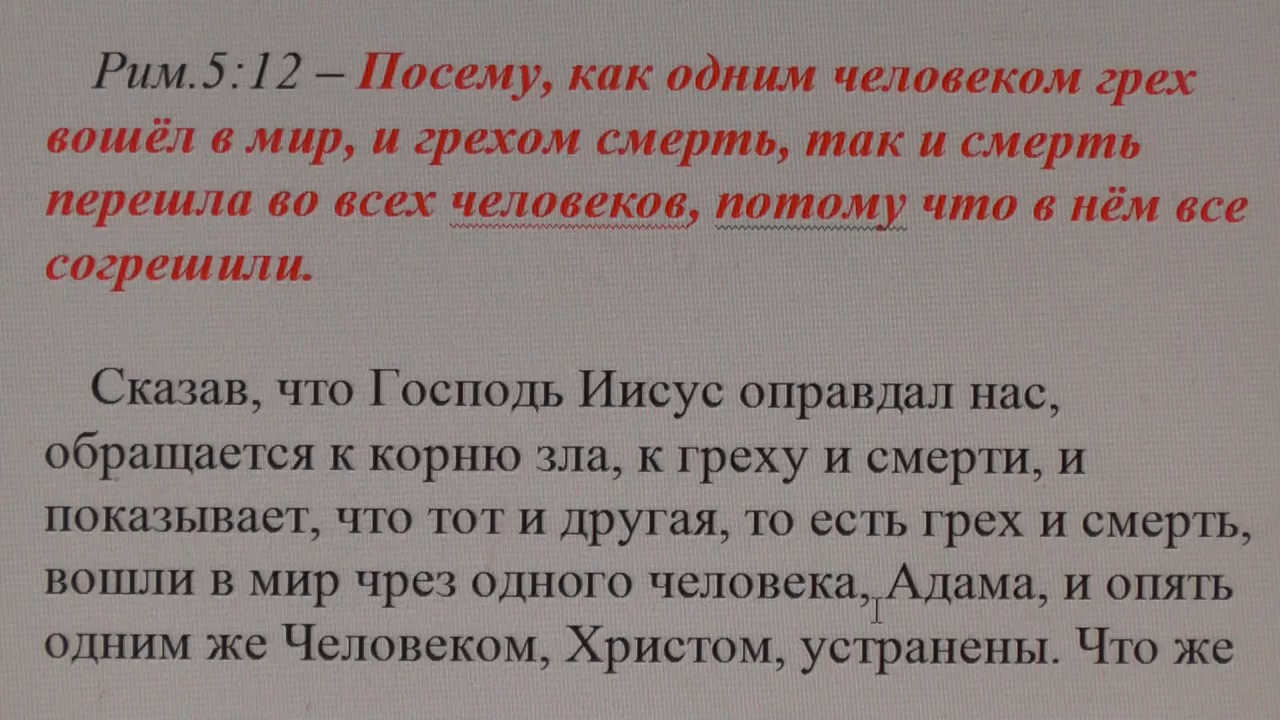 Рим.5:12 – Посему, как одним человеком грех
вошёл в мир, и грехом смерть, так и смерть
перешла во всех человеков, потому что в нём все
согрешили.
Сказав, что Господь Иисус оправдал нас,
обращается к корню зла, к греху и смерти, и
показывает, что тот и другая, то есть грех и смерть,
вошли в мир чрез одного человека, Адама, и опять
одним же Человеком, Христом, устранены. Что же